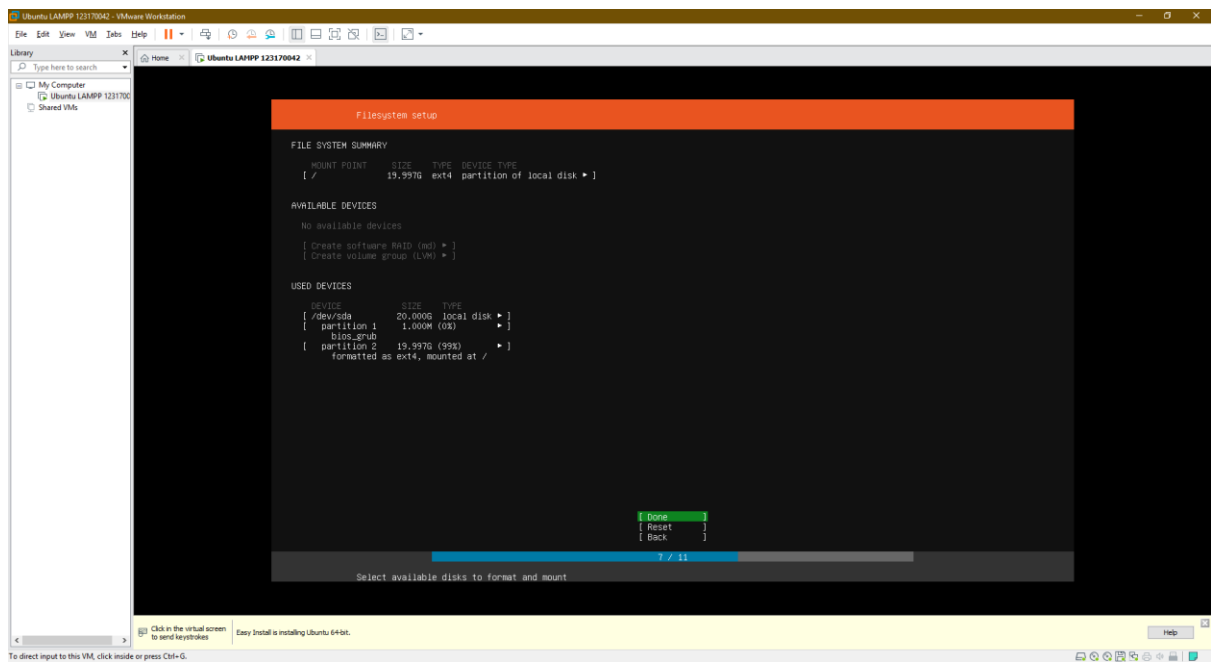 Ubuntu LAMPP 123170042 - VMware Workstation
File Edit View VM Tabs Help
Library
Home
Ubuntu LAMPP 123170042
Type here to search
My Computer
Ubuntu LAMPP 1231700
Shared VMs
Filesystem setup
FILE SYSTEM SUMMARY
MOUNT POINT SIZE TYPE DEVICE TYPE
[ / 19.997G ext4 partition of local disk ▸ ]
AVAILABLE DEVICES
No available devices
[ Create software RAID (md) ▸ ]
[ Create volume group (LVM) ▸ ]
USED DEVICES
DEVICE SIZE TYPE
[ /dev/sda 20.000G local disk ▸ ]
[ partition 1 1.000M (0%) ▸ ]
bios_grub
[ partition 2 19.997G (99%) ▸ ]
formatted as ext4, mounted at /
[ Done ]
[ Reset ]
[ Back ]
7 / 11
Select available disks to format and mount
Click in the virtual screen
to send keystrokes
Easy Install is installing Ubuntu 64-bit.
Help
To direct input to this VM, click inside or press Ctrl+G.